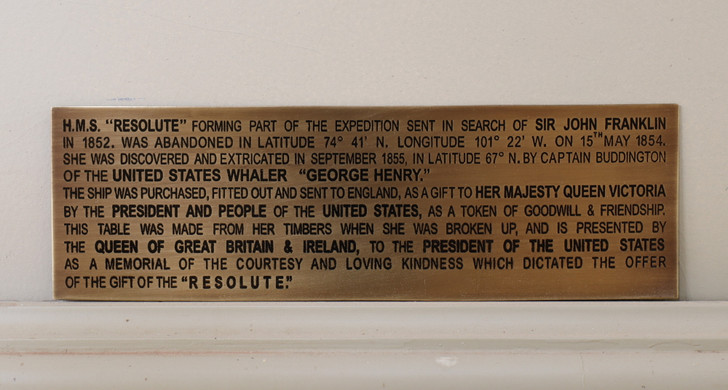 H.M.S. "RESOLUTE" FORMING PART OF THE EXPEDITION SENT IN SEARCH OF SIR JOHN FRANKLIN
IN 1852. WAS ABANDONED IN LATITUDE 74° 41' N. LONGITUDE 101° 22' W. ON 15TH MAY 1854.
SHE WAS DISCOVERED AND EXTRICATED IN SEPTEMBER 1855, IN LATITUDE 67° N. BY CAPTAIN BUDDINGTON
OF THE UNITED STATES WHALER "GEORGE HENRY."
THE SHIP WAS PURCHASED, FITTED OUT AND SENT TO ENGLAND, AS A GIFT TO HER MAJESTY QUEEN VICTORIA
BY THE PRESIDENT AND PEOPLE OF THE UNITED STATES, AS A TOKEN OF GOODWILL & FRIENDSHIP.
THIS TABLE WAS MADE FROM HER TIMBERS WHEN SHE WAS BROKEN UP, AND IS PRESENTED BY
THE QUEEN OF GREAT BRITAIN & IRELAND, TO THE PRESIDENT OF THE UNITED STATES
AS A MEMORIAL OF THE COURTESY AND LOVING KINDNESS WHICH DICTATED THE OFFER
OF THE GIFT OF THE "RESOLUTE."